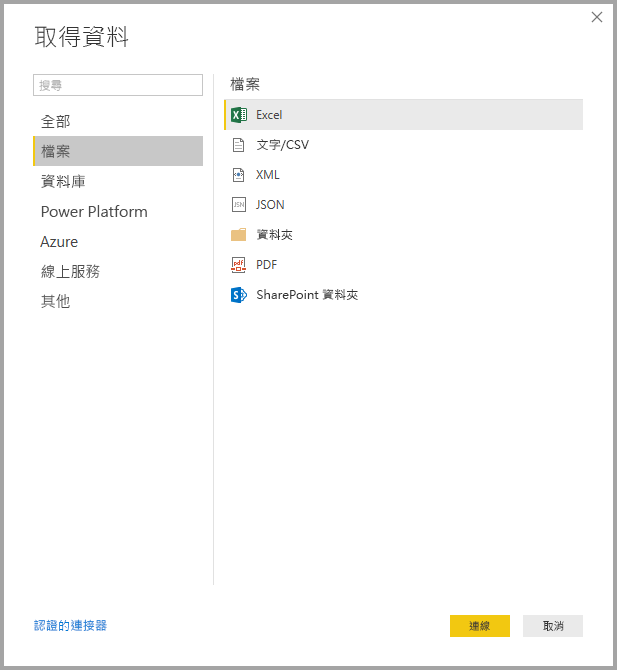 取得資料
搜尋
全部
檔案
資料庫
Power Platform
Azure
線上服務
其他
檔案
Excel
文字/CSV
XML
JSON
資料夾
PDF
SharePoint 資料夾
認證的連接器
連線
取消